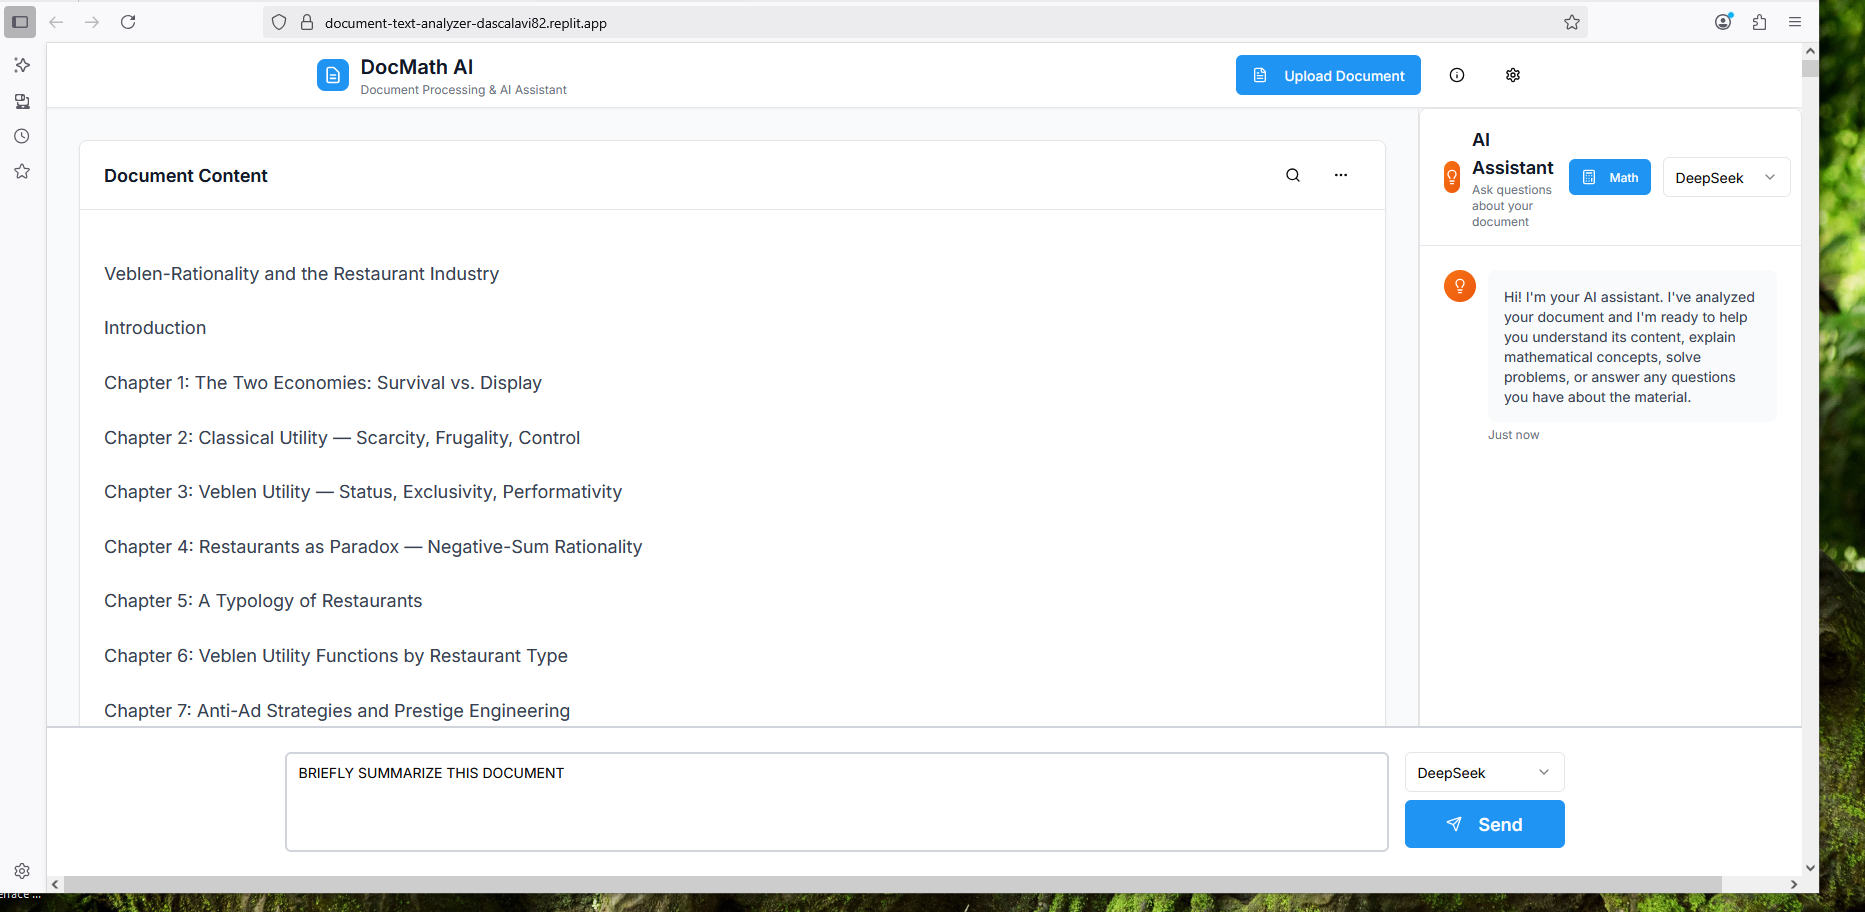 document-text-analyzer-dascalavi82.replit.app
DocMath AI
Document Processing & AI Assistant
Upload Document
Document Content
Veblen-Rationality and the Restaurant Industry
Introduction
Chapter 1: The Two Economies: Survival vs. Display
Chapter 2: Classical Utility — Scarcity, Frugality, Control
Chapter 3: Veblen Utility — Status, Exclusivity, Performativity
Chapter 4: Restaurants as Paradox — Negative-Sum Rationality
Chapter 5: A Typology of Restaurants
Chapter 6: Veblen Utility Functions by Restaurant Type
Chapter 7: Anti-Ad Strategies and Prestige Engineering
AI
Assistant
Ask questions
about your
document
Math
DeepSeek
Hi! I'm your AI assistant. I've analyzed
your document and I'm ready to help
you understand its content, explain
mathematical concepts, solve
problems, or answer any questions
you have about the material.
Just now
BRIEFLY SUMMARIZE THIS DOCUMENT
DeepSeek
Send